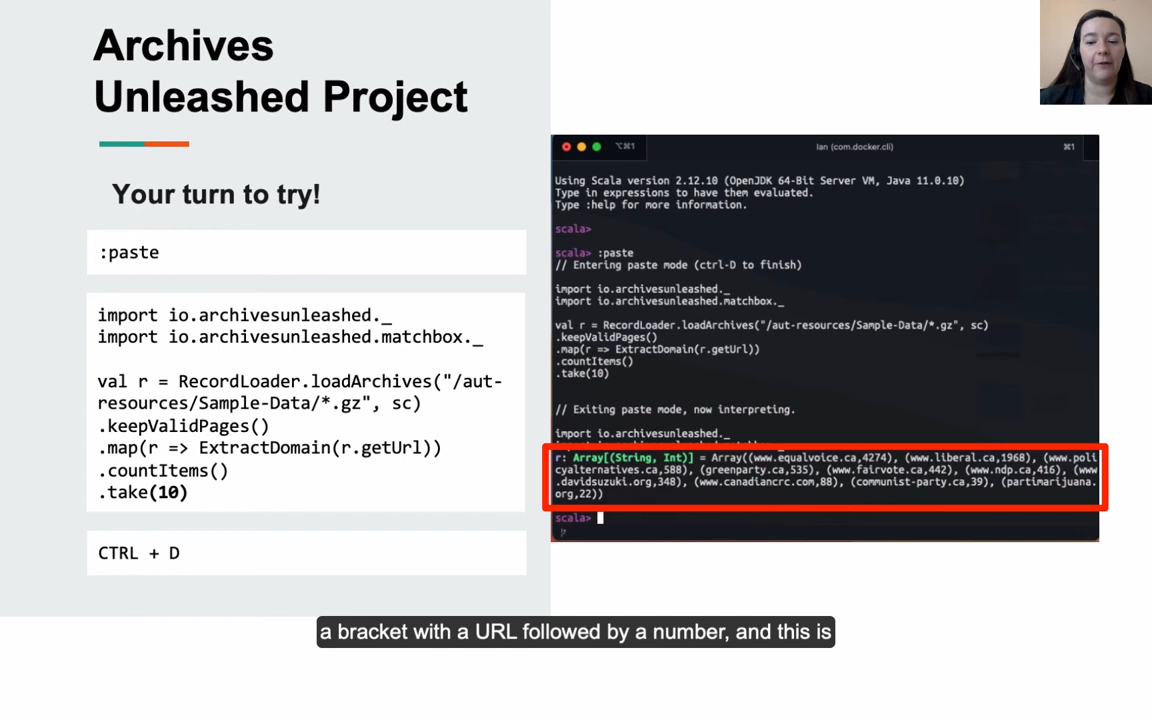 Archives
Unleashed Project
Your turn to try!
:paste
import io.archivesunleashed._
import io.archivesunleashed.matchbox._
val r = RecordLoader.loadArchives("/aut-
resources/Sample-Data/*.gz", sc)
.keepValidPages()
.map(r => ExtractDomain(r.getUrl))
.countItems()
.take(10)
CTRL + D
⌥⌘1
Ian (com.docker.cli)
⌘1
Using Scala version 2.12.10 (OpenJDK 64-Bit Server VM, Java 11.0.10)
Type in expressions to have them evaluated.
Type :help for more information.
scala>
scala> :paste
// Entering paste mode (ctrl-D to finish)
import io.archivesunleashed._
import io.archivesunleashed.matchbox._
val r = RecordLoader.loadArchives("/aut-resources/Sample-Data/*.gz", sc)
.keepValidPages()
.map(r => ExtractDomain(r.getUrl))
.countItems()
.take(10)
// Exiting paste mode, now interpreting.
import io.archivesunleashed._
r: Array[(String, Int)] = Array((www.equalvoice.ca,4274), (www.liberal.ca,1968), (www.poli
cyalternatives.ca,588), (greenparty.ca,535), (www.fairvote.ca,442), (www.ndp.ca,416), (www
.davidsuzuki.org,348), (www.canadiancrc.com,88), (communist-party.ca,39), (partimarijuana.
org,22))
scala>
a bracket with a URL followed by a number, and this is